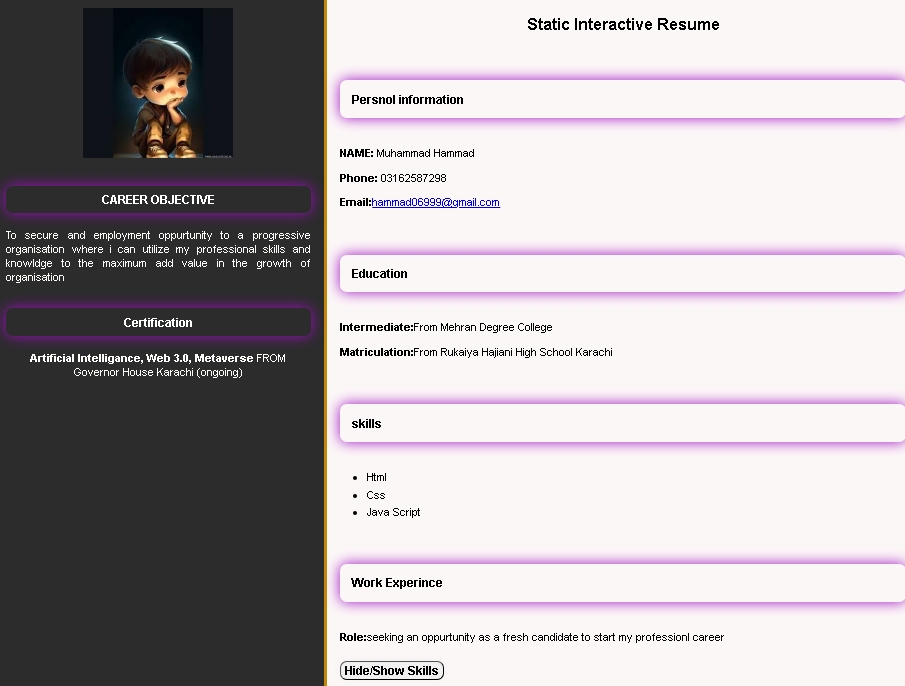 CAREER OBJECTIVE
To secure and employment oppurtunity to a progressive
organisation where i can utilize my professional skills and
knowldge to the maximum add value in the growth of
organisation
Certification
Artificial Intelligance, Web 3.0, Metaverse FROM
Governor House Karachi (ongoing)
Static Interactive Resume
Persnol information
NAME: Muhammad Hammad
Phone: 03162587298
Email:hammad06999@gmail.com
Education
Intermediate:From Mehran Degree College
Matriculation:From Rukaiya Hajiani High School Karachi
skills
• Html
• Css
• Java Script
Work Experince
Role:seeking an oppurtunity as a fresh candidate to start my professionl career
Hide/Show Skills